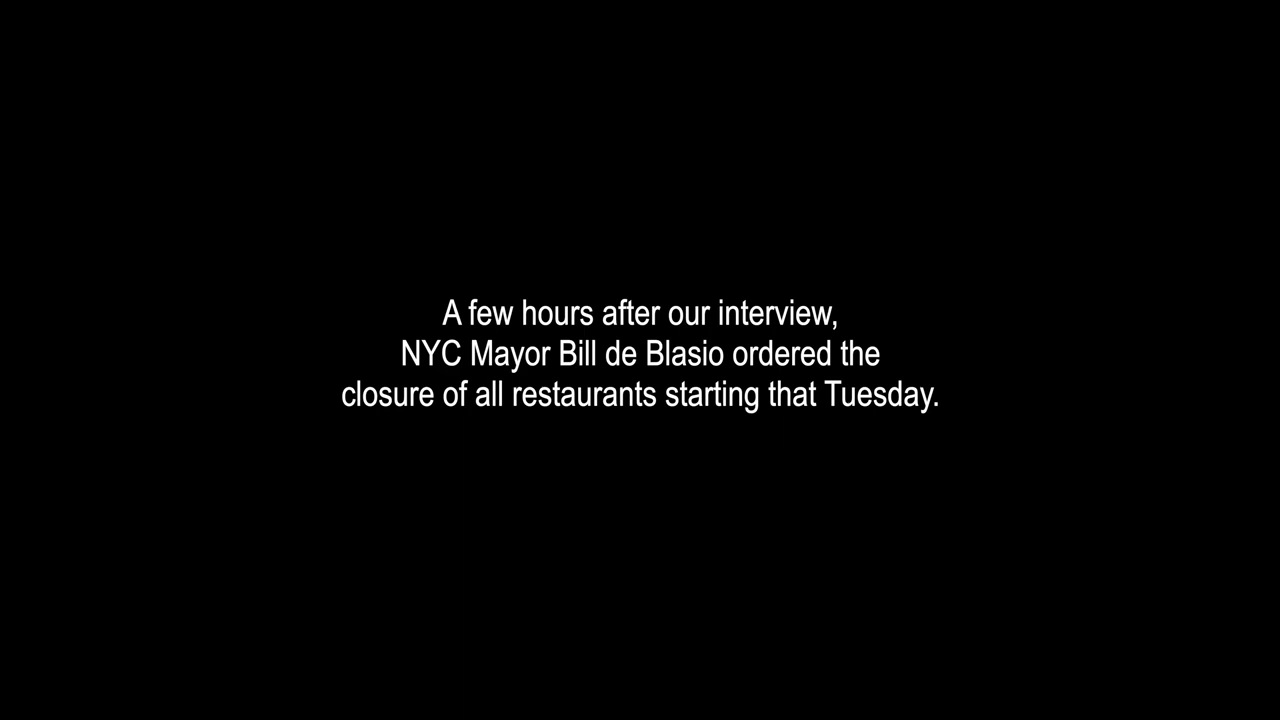 A few hours after our interview,
NYC Mayor Bill de Blasio ordered the
closure of all restaurants starting that Tuesday.